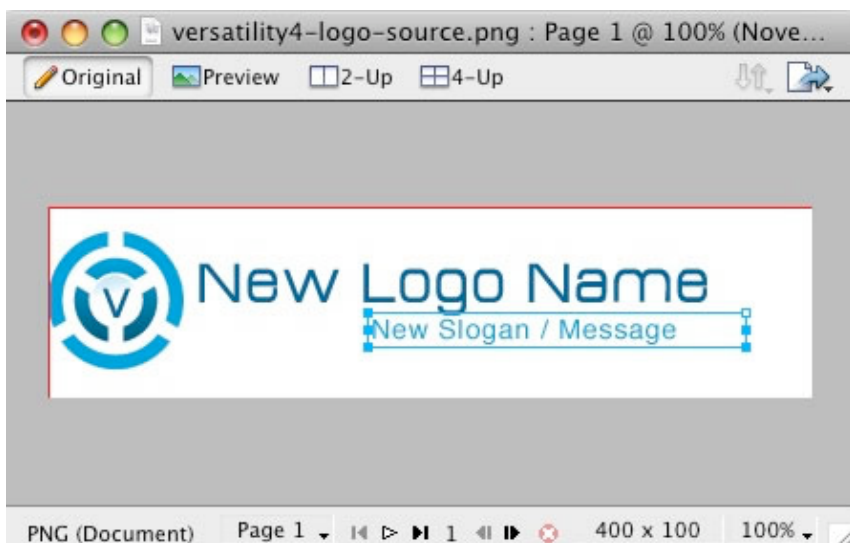 versatility4-logo-source.png : Page 1 @ 100% (Nove...
Original Preview 2-Up 4-Up
V
New Logo Name
New Slogan / Message
PNG (Document) Page 1 1 400 x 100 100%